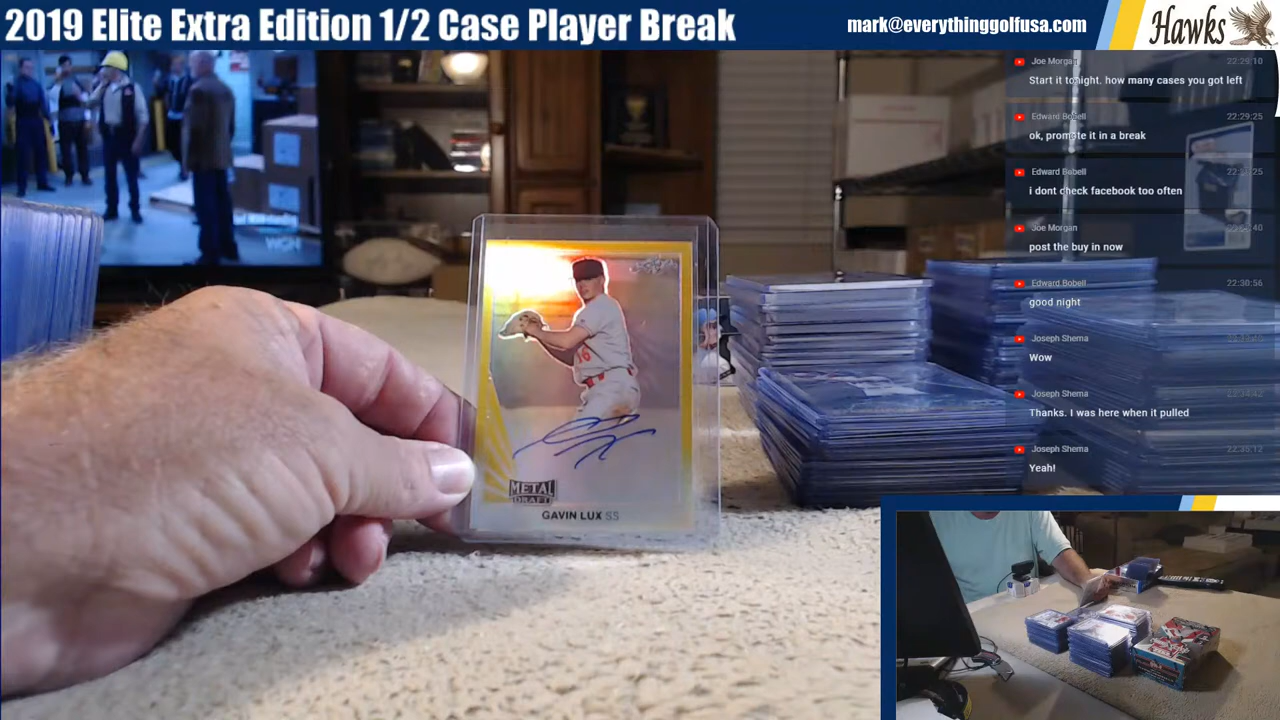 2019 Elite Extra Edition 1/2 Case Player Break
mark@everythinggolfusa.com
Hawks
Joe Morgan 22:29:10
Start it tonight. how many cases you got left
Edward Bobell 22:29:25
ok, promote it in a break
Edward Bobell
i dont check facebook too often
Joe Morgan
post the buy in now
Edward Bobell 22:30:56
good night
Joseph Shema
Wow
Joseph Shema
Thanks. I was here when it pulled
Joseph Shema
Yeah!
WGN
16
METAL
DRAFT
GAVIN LUX SS